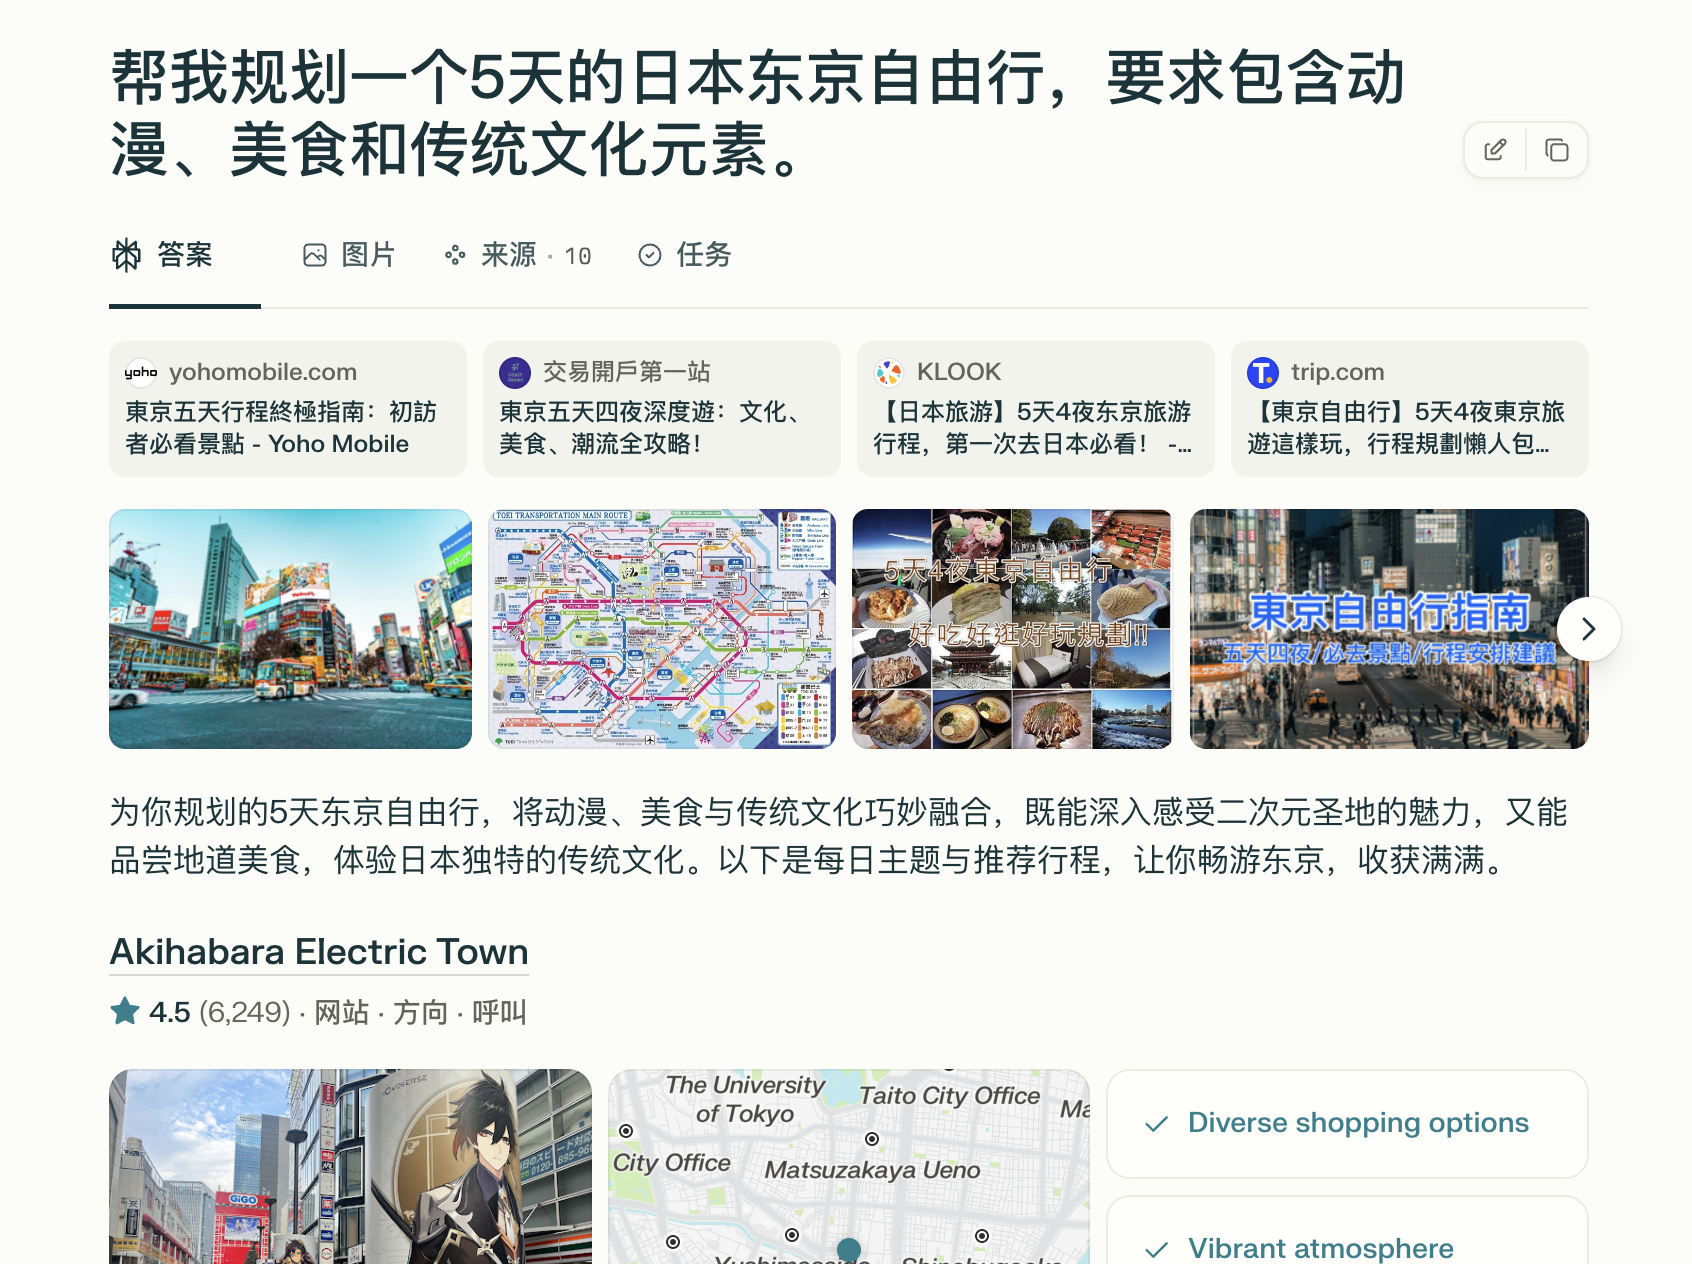 帮我规划一个5天的日本东京自由行，要求包含动
漫、美食和传统文化元素。
答案
图片
来源 · 10
任务
yoho
yohomobile.com
東京五天行程終極指南：初訪
者必看景點 - Yoho Mobile
交易開戶第一站
東京五天四夜深度遊：文化、
美食、潮流全攻略！
KLOOK
【日本旅游】5天4夜东京旅游
行程，第一次去日本必看！ -...
T.
trip.com
【東京自由行】5天4夜東京旅
遊這樣玩，行程規劃懶人包...
TOEI TRANSPORTATION MAIN ROUTE
TOEI TRANSPORTATION
5天4夜東京自由行
好吃好逛好玩規劃!!
東京自由行指南
五天四夜/必去景點/行程安排建議
为你规划的5天东京自由行，将动漫、美食与传统文化巧妙融合，既能深入感受二次元圣地的魅力，又能
品尝地道美食，体验日本独特的传统文化。以下是每日主题与推荐行程，让你畅游东京，收获满满。
Akihabara Electric Town
4.5 (6,249) · 网站 · 方向 · 呼叫
HOYOVERSE
GiGO
0120-895-96
The University
of Tokyo
Taito City Office
City Office
Matsuzakaya Ueno
Diverse shopping options
Vibrant atmosphere